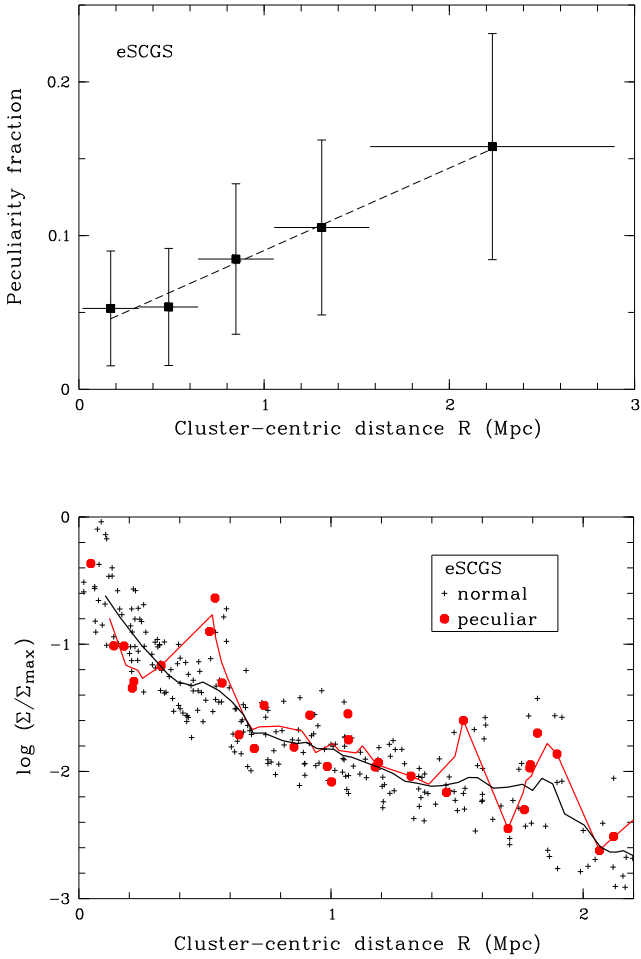 0.2
0.1
0
Peculiarity fraction
eSCGS
0 1 2 3
Cluster-centric distance R (Mpc)
0
−1
−2
−3
log (Σ/Σmax)
eSCGS
normal
peculiar
0 1 2
Cluster-centric distance R (Mpc)